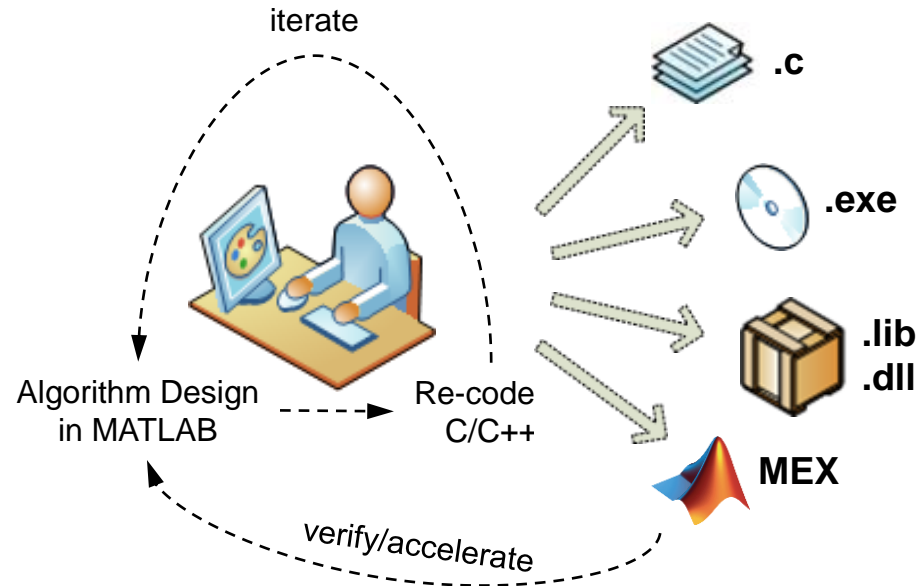 iterate
.c
.exe
.lib
.dll
Algorithm Design
in MATLAB
Re-code
C/C++
MEX
verify/accelerate